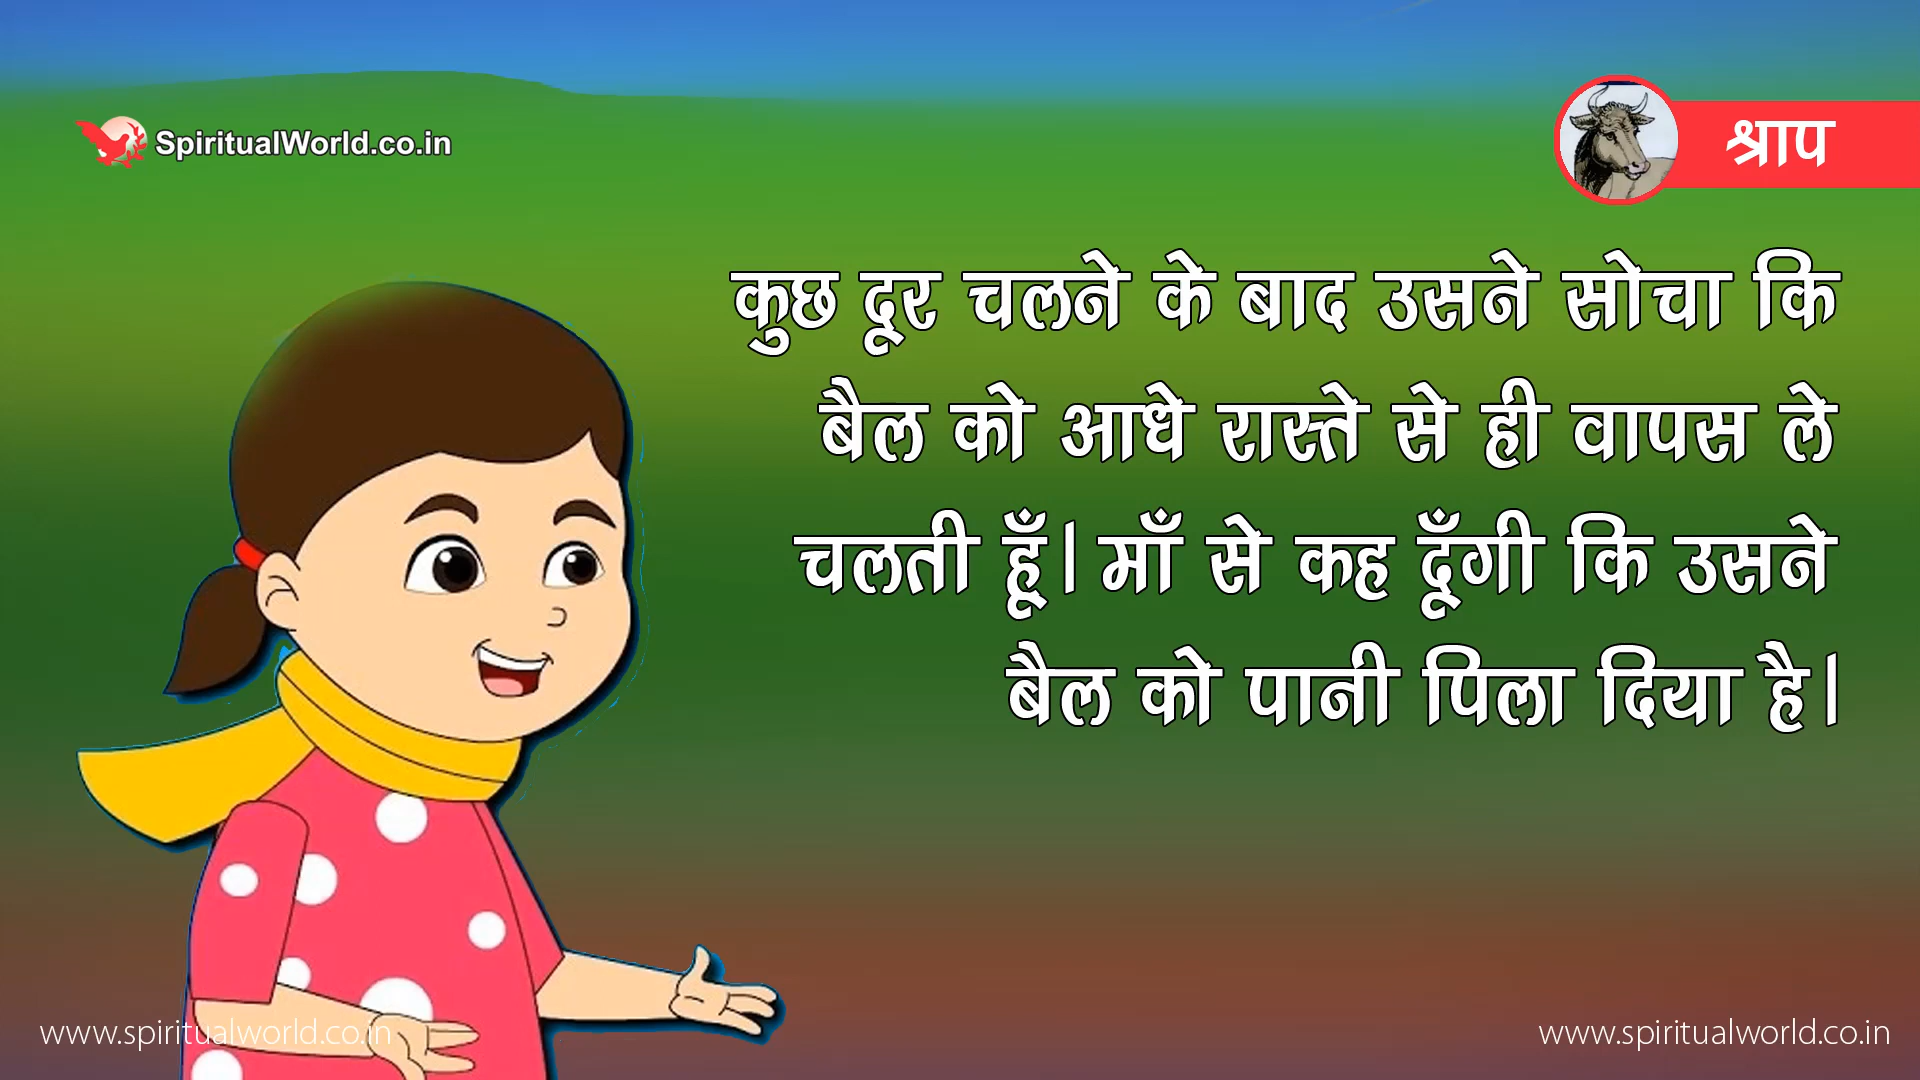 SpiritualWorld.co.in
श्राप
कुछ दूर चलने के बाद उसने सोचा कि
बैल को आधे रास्ते से ही वापस ले
चलती हूँ। माँ से कह दूँगी कि उसने
बैल को पानी पिला दिया है।
www.spiritualworld.co.in
www.spiritualworld.co.in